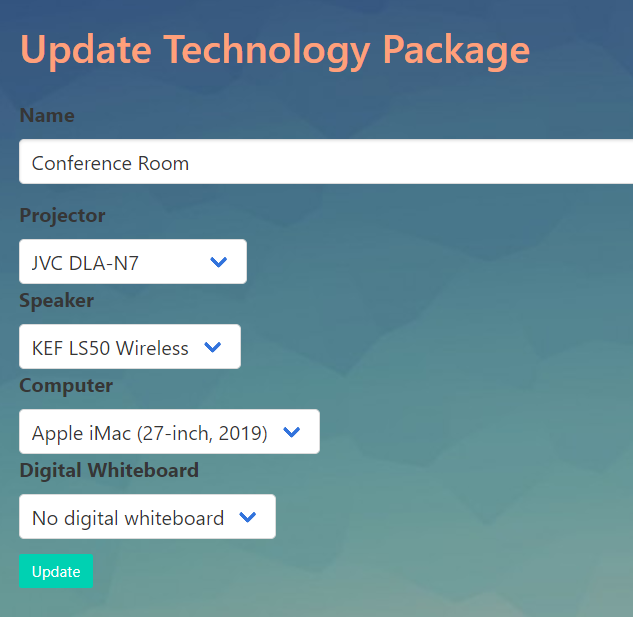 Update Technology Package
Name
Conference Room
Projector
JVC DLA-N7
Speaker
KEF LS50 Wireless
Computer
Apple iMac (27-inch, 2019)
Digital Whiteboard
No digital whiteboard
Update